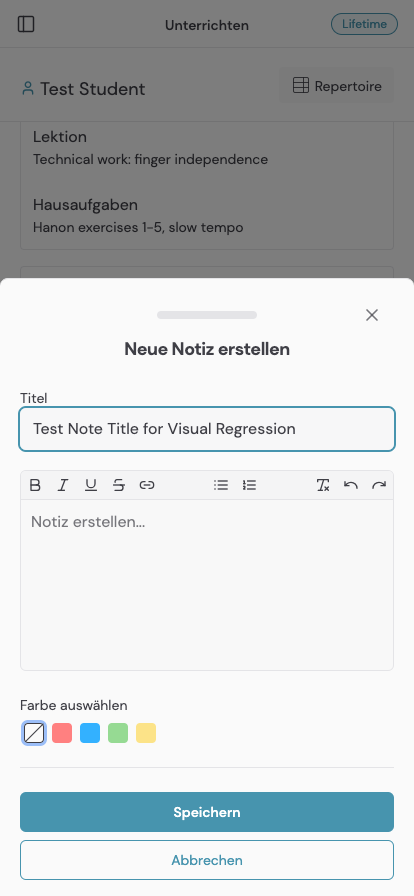 Unterrichten
Lifetime
Test Student
Repertoire
Lektion
Technical work: finger independence
Hausaufgaben
Hanon exercises 1-5, slow tempo
Neue Notiz erstellen
Titel
Test Note Title for Visual Regression
Notiz erstellen...
Farbe auswählen
Speichern
Abbrechen